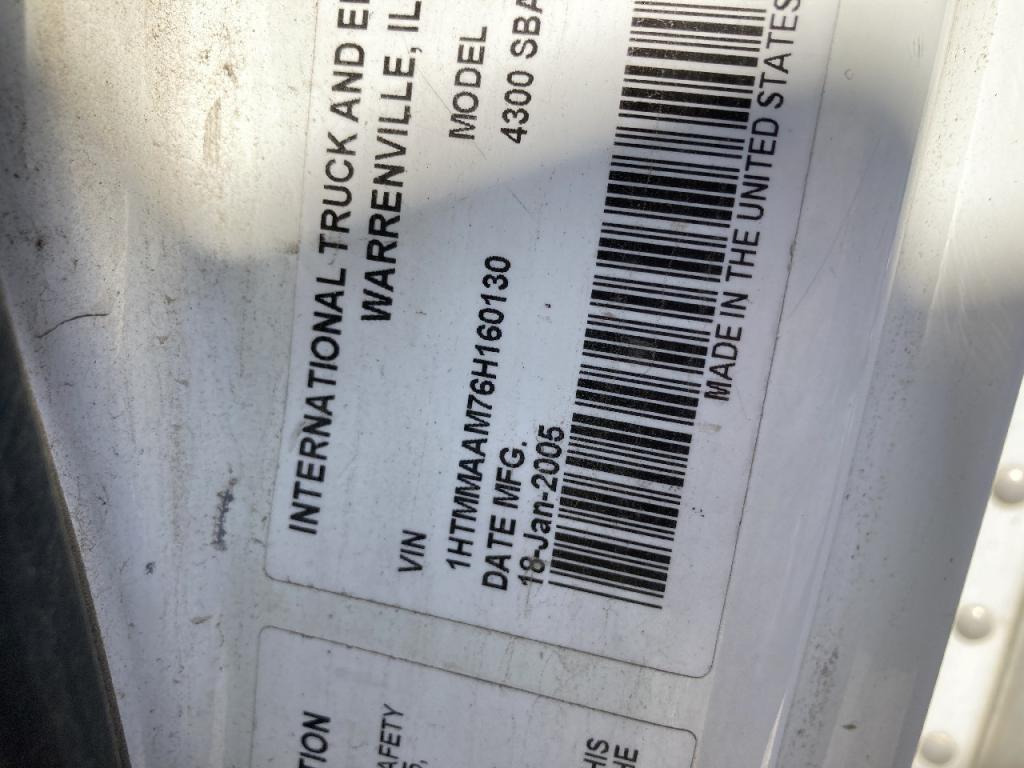 INTERNATIONAL TRUCK AND
WARRENVILLE, IL
VIN
MODEL
1HTMMAAM76H160130
4300 SBA
DATE MFG.
18-Jan-2005
MADE IN THE UNITED STATES